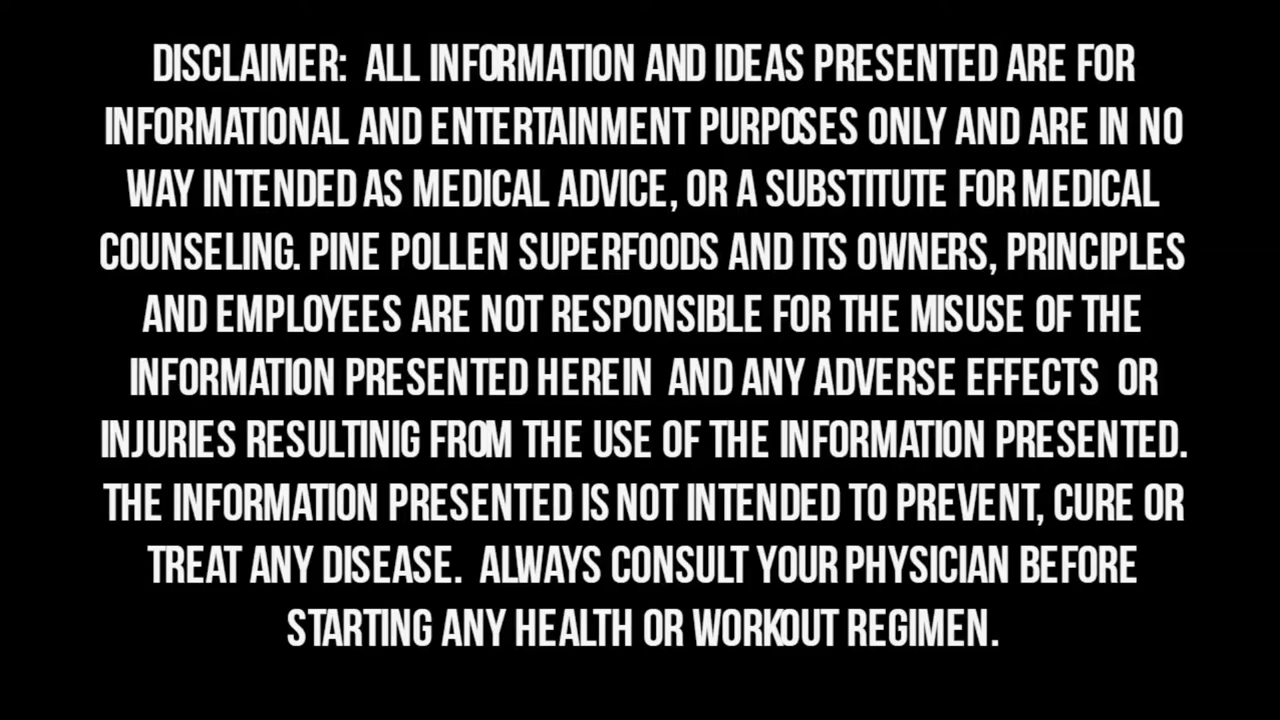 DISCLAIMER: ALL INFORMATION AND IDEAS PRESENTED ARE FOR
INFORMATIONAL AND ENTERTAINMENT PURPOSES ONLY AND ARE IN NO
WAY INTENDED AS MEDICAL ADVICE, OR A SUBSTITUTE FOR MEDICAL
COUNSELING. PINE POLLEN SUPERFOODS AND ITS OWNERS, PRINCIPLES
AND EMPLOYEES ARE NOT RESPONSIBLE FOR THE MISUSE OF THE
INFORMATION PRESENTED HEREIN AND ANY ADVERSE EFFECTS OR
INJURIES RESULTINIG FROM THE USE OF THE INFORMATION PRESENTED.
THE INFORMATION PRESENTED IS NOT INTENDED TO PREVENT, CURE OR
TREAT ANY DISEASE. ALWAYS CONSULT YOUR PHYSICIAN BEFORE
STARTING ANY HEALTH OR WORKOUT REGIMEN.